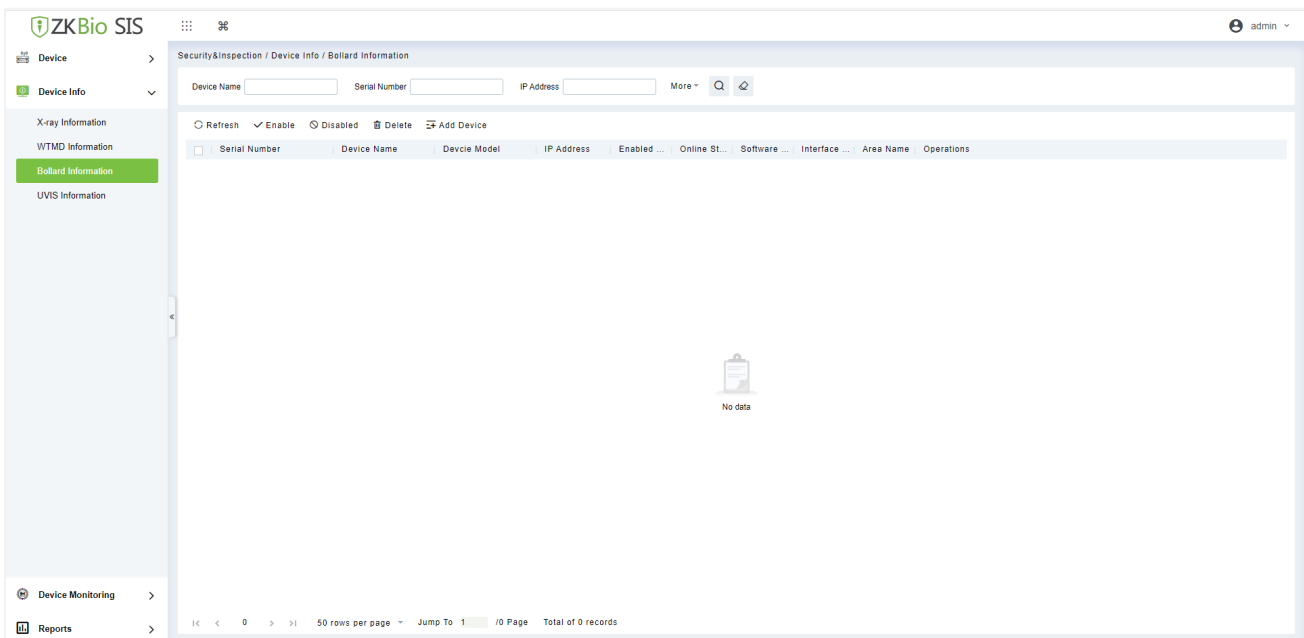 ZKBio SIS
admin
Device
Device Info
X-ray Information
WTMD Information
Bollard Information
UVIS Information
Device Monitoring
Reports
Security&Inspection / Device Info / Bollard Information
Device Name Serial Number IP Address More
Refresh Enable Disabled Delete Add Device
Serial Number Device Name Devcie Model IP Address Enabled ... Online St... Software ... Interface ... Area Name Operations
No data
0 50 rows per page Jump To 1 /0 Page Total of 0 records